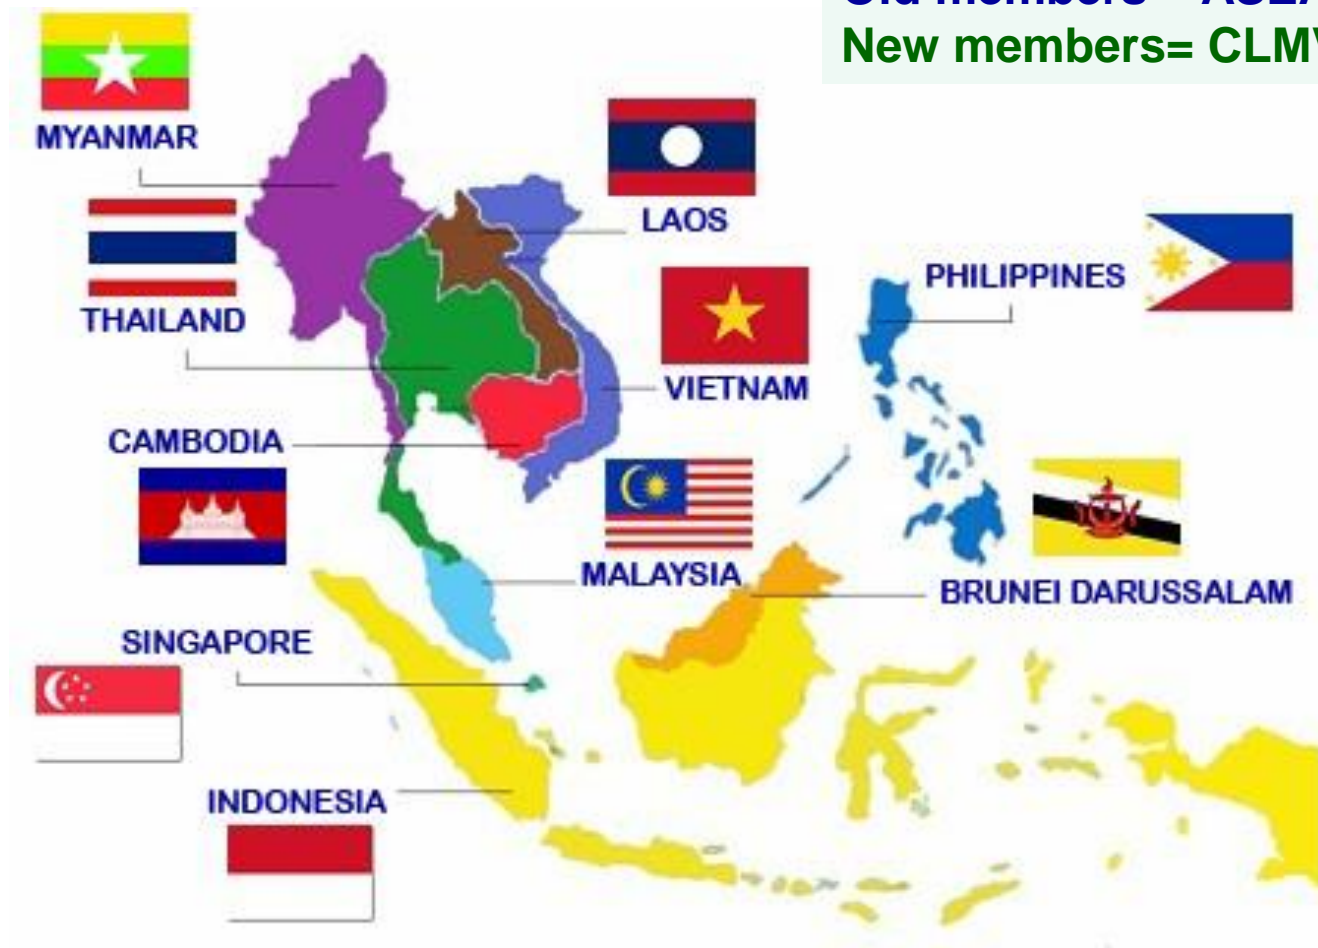 New members= CLMV
MYANMAR
LAOS
THAILAND
PHILIPPINES
VIETNAM
CAMBODIA
MALAYSIA
BRUNEI DARUSSALAM
SINGAPORE
INDONESIA